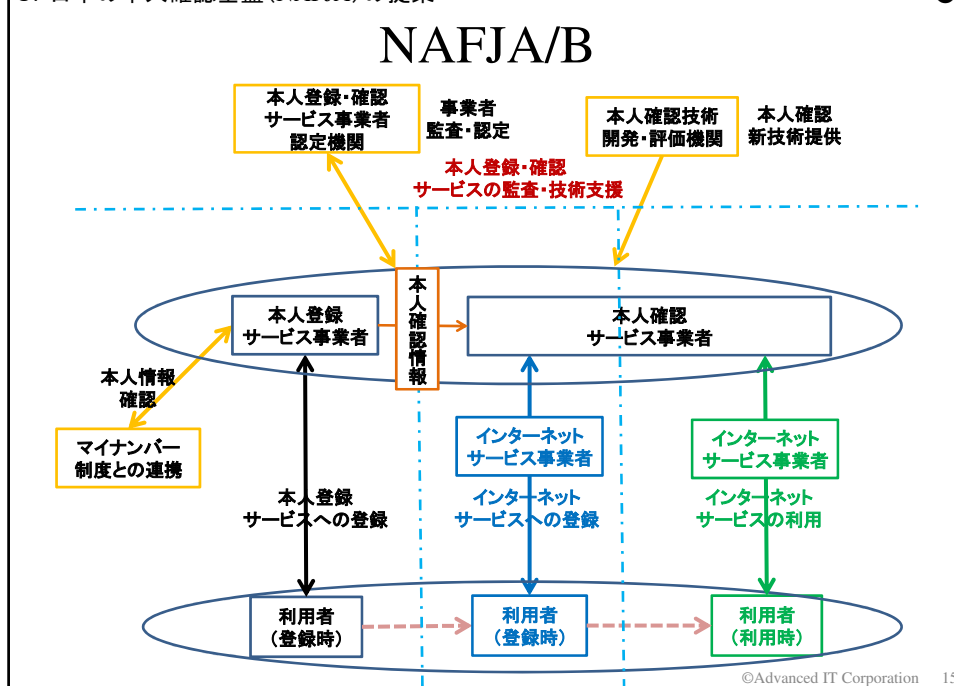 NAFJA/B
本人登録・確認
サービス事業者
認定機関
事業者
監査・認定
本人確認技術
開発・評価機関
本人確認
新技術提供
本人登録・確認
サービスの監査・技術支援
本人登録
サービス事業者
本人確認情報
本人確認
サービス事業者
本人情報
確認
マイナンバー
制度との連携
インターネット
サービス事業者
インターネット
サービス事業者
本人登録
サービスへの登録
インターネット
サービスへの登録
インターネット
サービスの利用
利用者
（登録時）
利用者
（登録時）
利用者
（利用時）
©Advanced IT Corporation 15